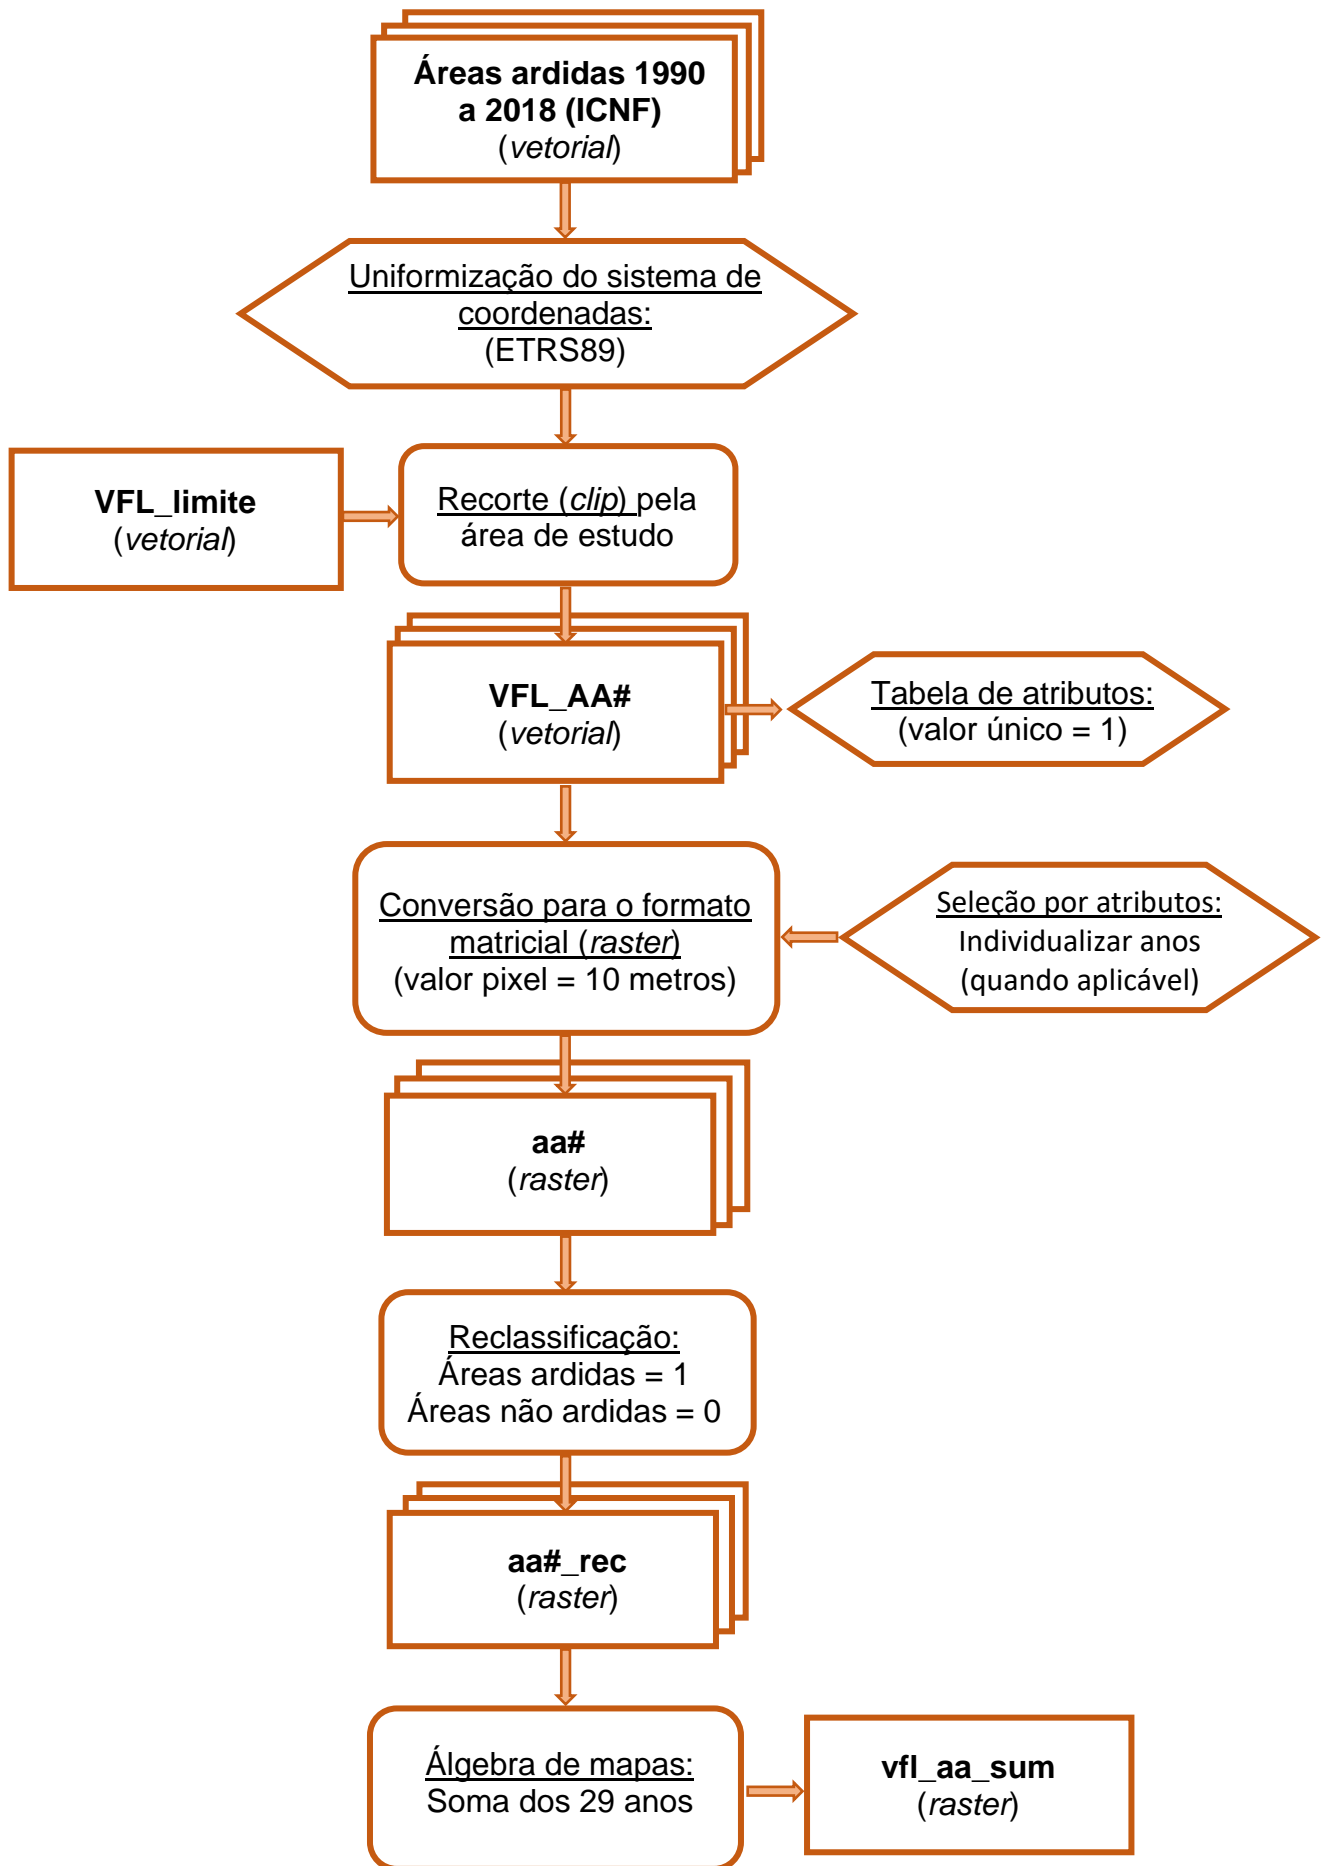 Áreas ardidas 1990
a 2018 (ICNF)
(vetorial)
Uniformização do sistema de
coordenadas:
(ETRS89)
VFL_limite
(vetorial)
Recorte (clip) pela
área de estudo
VFL_AA#
(vetorial)
Tabela de atributos:
(valor único = 1)
Conversão para o formato
matricial (raster)
(valor pixel = 10 metros)
Seleção por atributos:
Individualizar anos
(quando aplicável)
aa#
(raster)
Reclassificação:
Áreas ardidas = 1
Áreas não ardidas = 0
aa#_rec
(raster)
Álgebra de mapas:
Soma dos 29 anos
vfl_aa_sum
(raster)